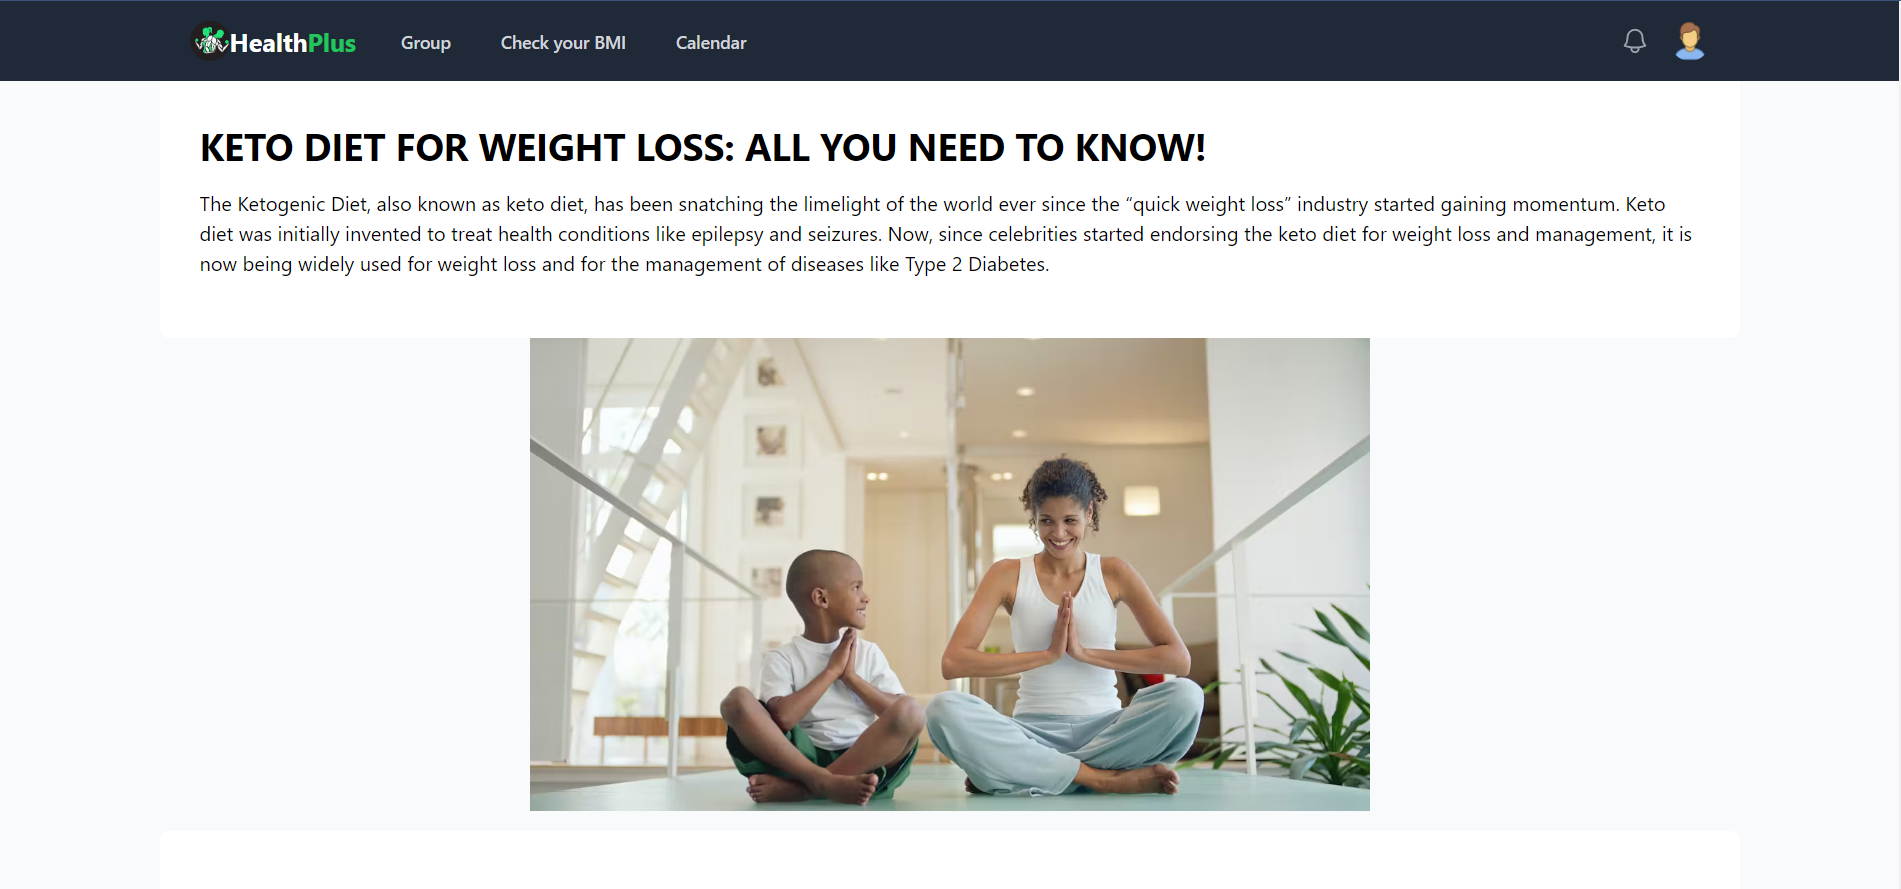 HealthPlus Group Check your BMI Calendar
KETO DIET FOR WEIGHT LOSS: ALL YOU NEED TO KNOW!
The Ketogenic Diet, also known as keto diet, has been snatching the limelight of the world ever since the “quick weight loss” industry started gaining momentum. Keto
diet was initially invented to treat health conditions like epilepsy and seizures. Now, since celebrities started endorsing the keto diet for weight loss and management, it is
now being widely used for weight loss and for the management of diseases like Type 2 Diabetes.